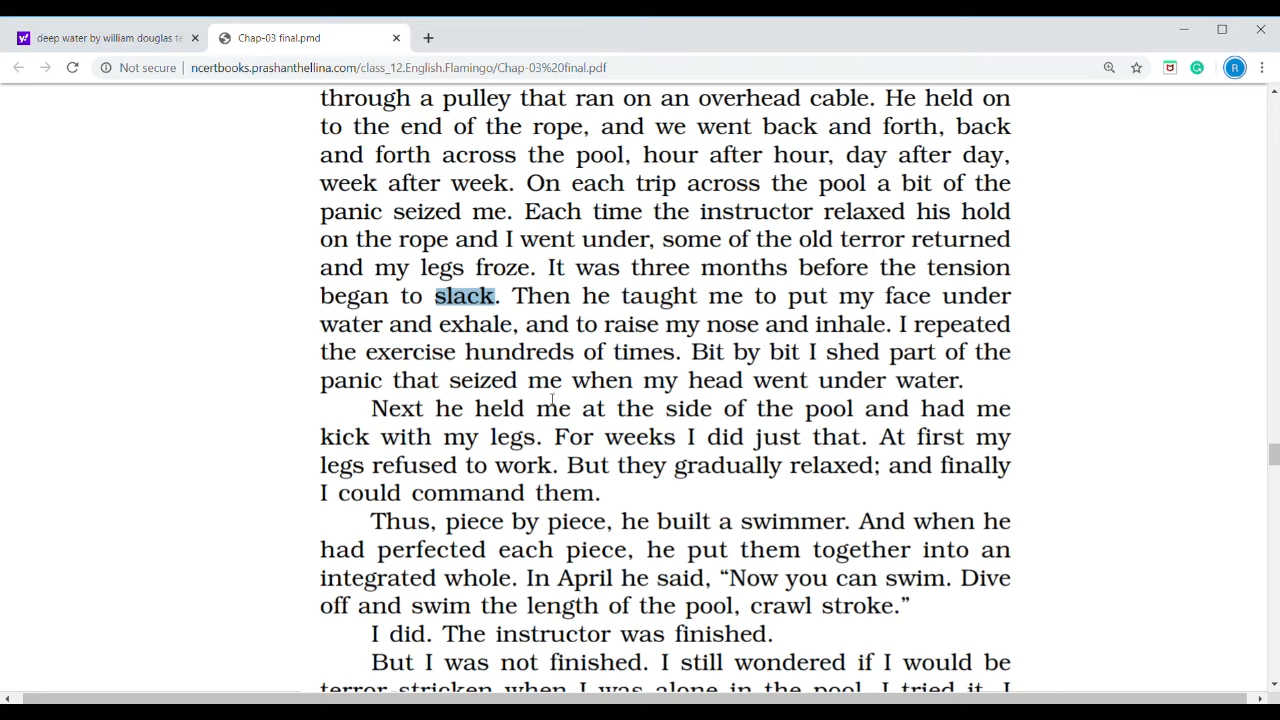 deep water by william douglas te
Chap-03 final.pmd
Not secure
ncertbooks.prashanthellina.com/class_12.English.Flamingo/Chap-03%20final.pdf
R
through a pulley that ran on an overhead cable. He held on
to the end of the rope, and we went back and forth, back
and forth across the pool, hour after hour, day after day,
week after week. On each trip across the pool a bit of the
panic seized me. Each time the instructor relaxed his hold
on the rope and I went under, some of the old terror returned
and my legs froze. It was three months before the tension
began to slack. Then he taught me to put my face under
water and exhale, and to raise my nose and inhale. I repeated
the exercise hundreds of times. Bit by bit I shed part of the
panic that seized me when my head went under water.
Next he held me at the side of the pool and had me
kick with my legs. For weeks I did just that. At first my
legs refused to work. But they gradually relaxed; and finally
I could command them.
Thus, piece by piece, he built a swimmer. And when he
had perfected each piece, he put them together into an
integrated whole. In April he said, “Now you can swim. Dive
off and swim the length of the pool, crawl stroke.”
I did. The instructor was finished.
But I was not finished. I still wondered if I would be
terror-stricken when I was alone in the pool. I tried it. I